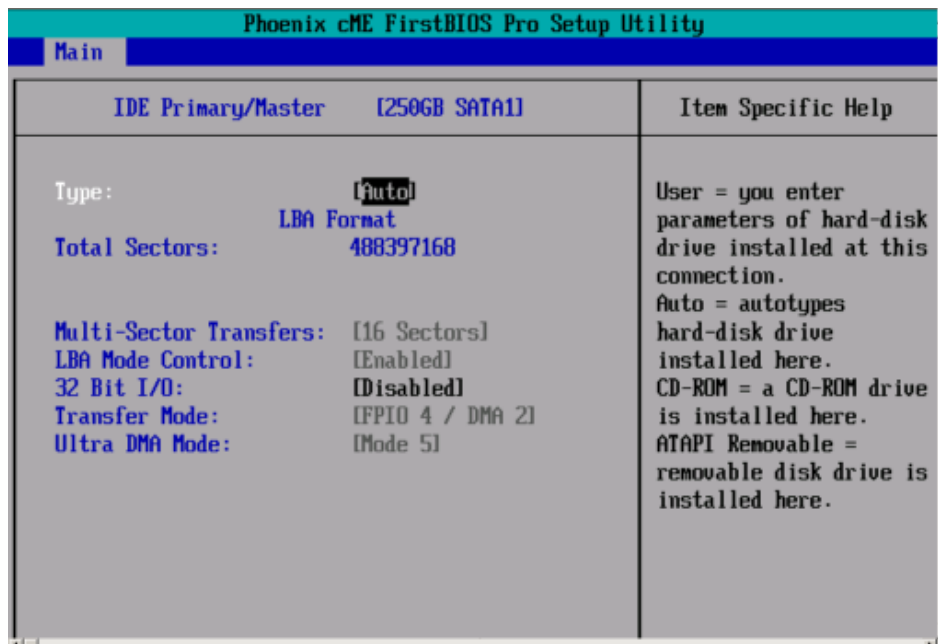 Phoenix cME FirstBIOS Pro Setup Utility
Main
IDE Primary/Master [250GB SATA1]
Item Specific Help
Type: [Auto]
LBA Format
Total Sectors: 488397168
Multi-Sector Transfers: [16 Sectors]
LBA Mode Control: [Enabled]
32 Bit I/O: [Disabled]
Transfer Mode: [FPIO 4 / DMA 2]
Ultra DMA Mode: [Mode 5]
User = you enter
parameters of hard-disk
drive installed at this
connection.
Auto = autotypes
hard-disk drive
installed here.
CD-ROM = a CD-ROM drive
is installed here.
ATAPI Removable =
removable disk drive is
installed here.